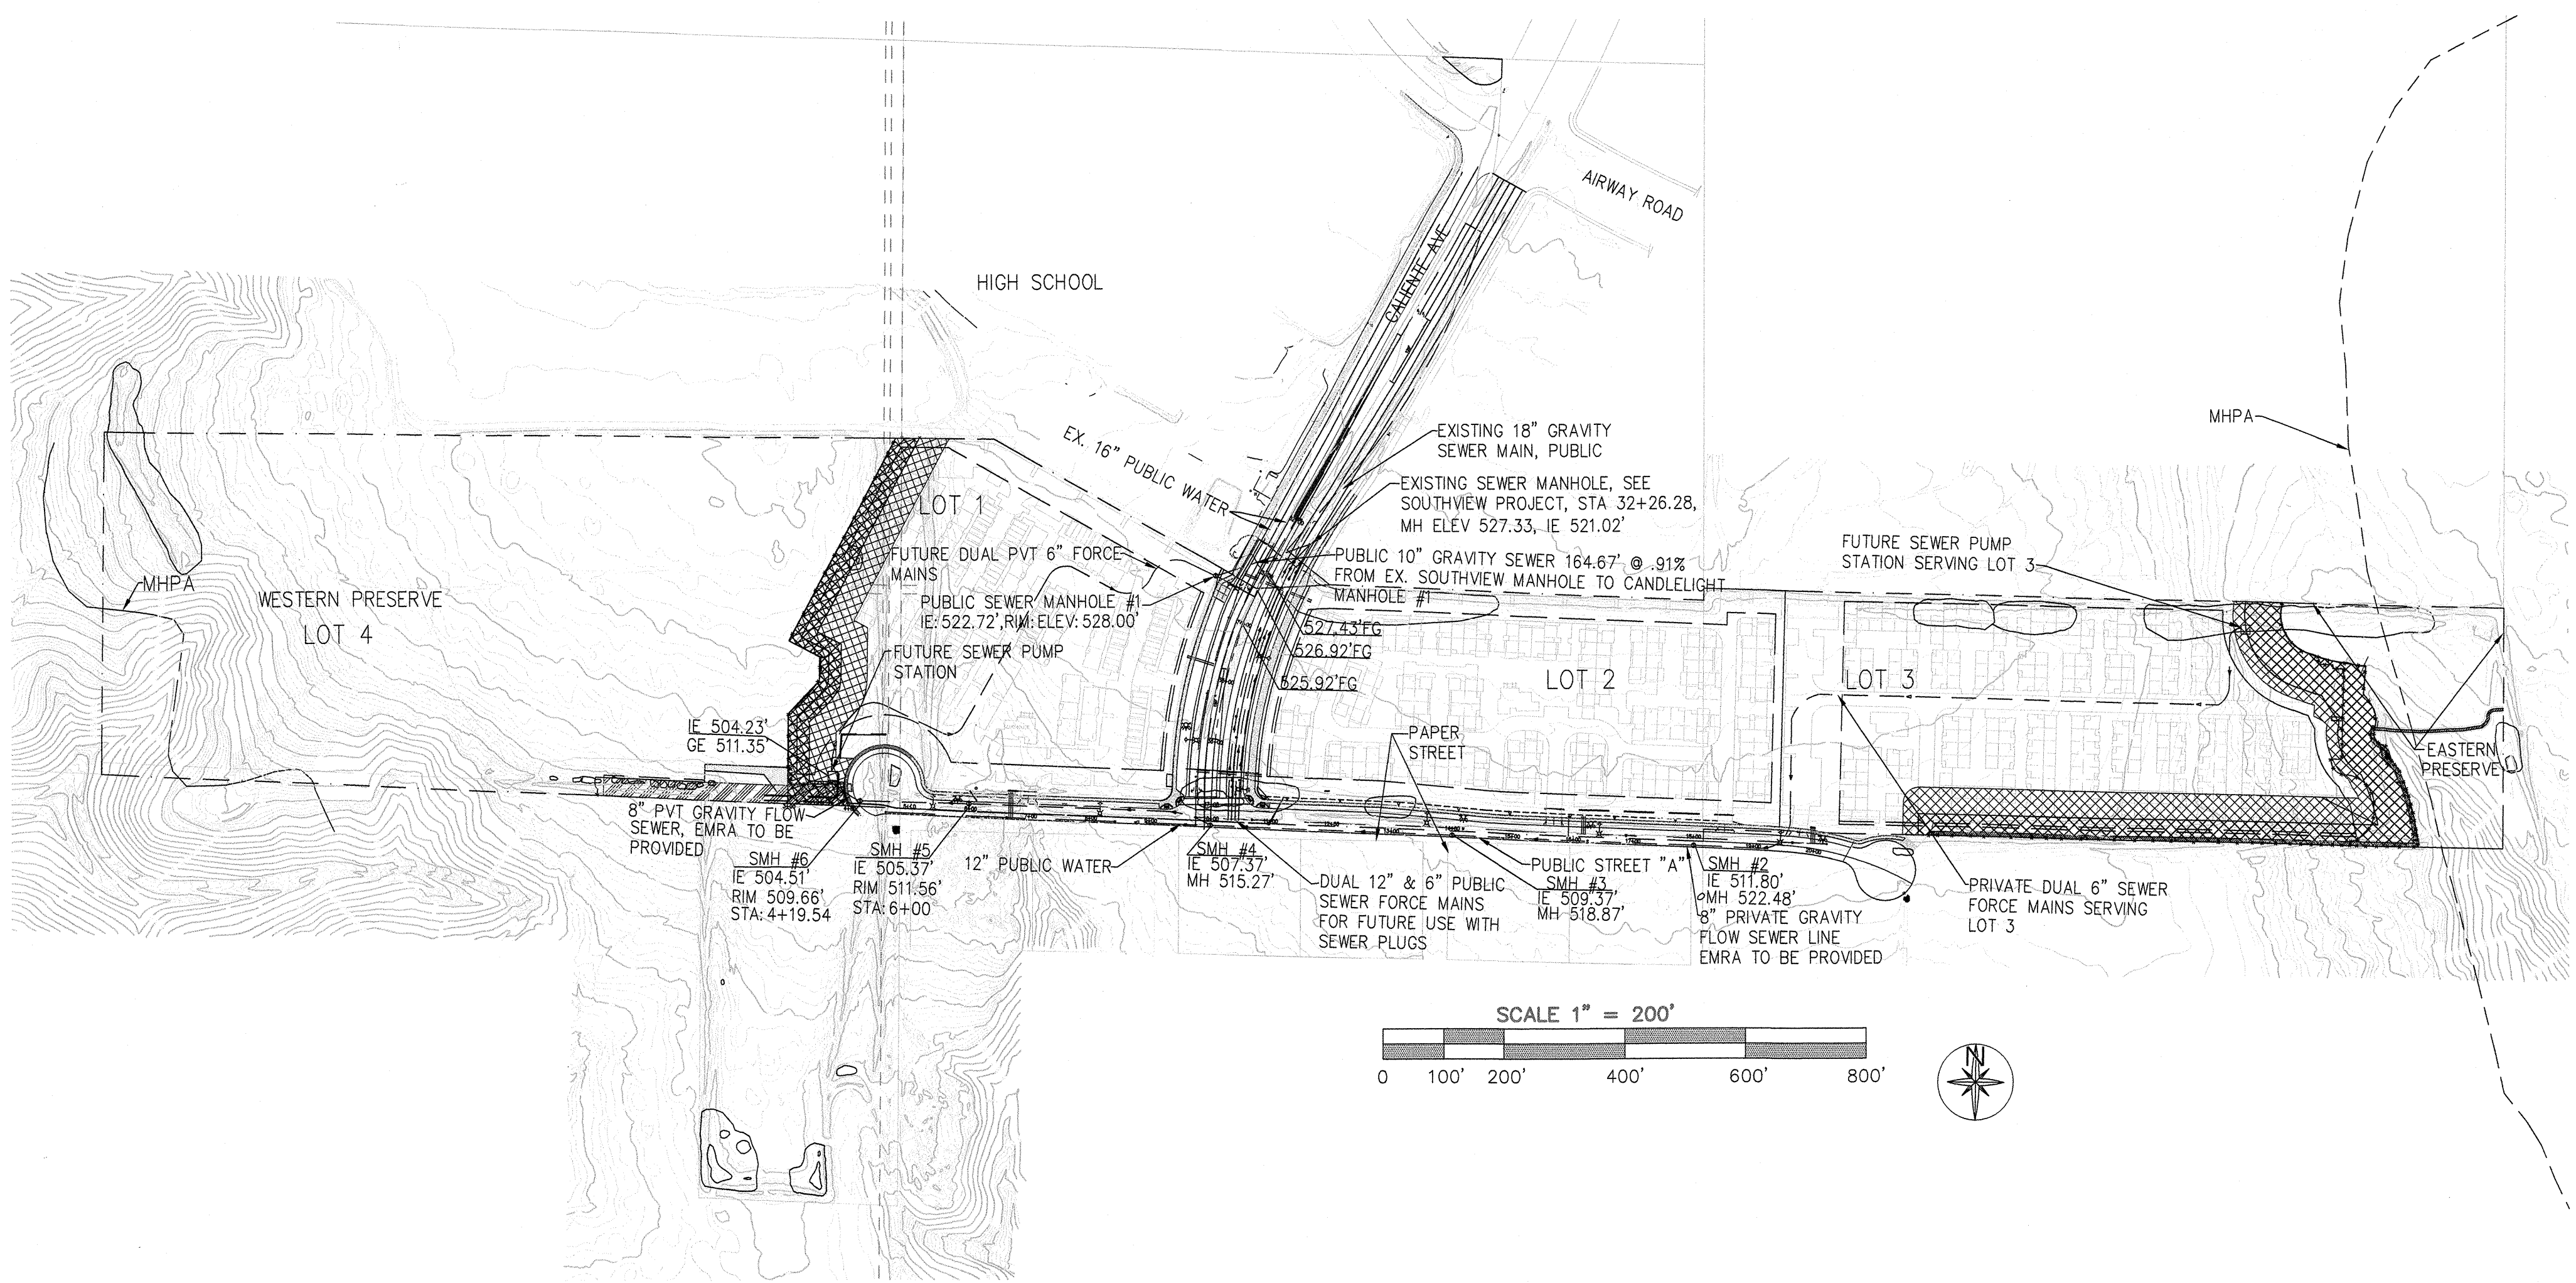 AIRWAY ROAD
CALIENTE AVE
HIGH SCHOOL
MHPA
EX. 16" PUBLIC WATER
EXISTING 18" GRAVITY
SEWER MAIN, PUBLIC
EXISTING SEWER MANHOLE, SEE
SOUTHVIEW PROJECT, STA 32+26.28,
MH ELEV 527.33, IE 521.02'
LOT 1
FUTURE DUAL PVT 6" FORCE
MAINS
PUBLIC 10" GRAVITY SEWER 164.67' @ .91%
FROM EX. SOUTHVIEW MANHOLE TO CANDLELIGHT
MANHOLE #1
FUTURE SEWER PUMP
STATION SERVING LOT 3
MHPA
WESTERN PRESERVE
LOT 4
PUBLIC SEWER MANHOLE #1
IE: 522.72',RIM: ELEV: 528.00'
527.43'FG
526.92'FG
525.92'FG
FUTURE SEWER PUMP
STATION
LOT 2
LOT 3
IE 504.23'
GE 511.35'
PAPER
STREET
EASTERN
PRESERVE
8" PVT GRAVITY FLOW
SEWER, EMRA TO BE
PROVIDED
SMH #6
IE 504.51'
RIM 509.66'
STA: 4+19.54
SMH #5
IE 505.37'
RIM 511.56'
STA: 6+00
12" PUBLIC WATER
SMH #4
IE 507.37'
MH 515.27'
DUAL 12" & 6" PUBLIC
SEWER FORCE MAINS
FOR FUTURE USE WITH
SEWER PLUGS
PUBLIC STREET "A"
SMH #3
IE 509.37'
MH 518.87'
SMH #2
IE 511.80'
MH 522.48'
8" PRIVATE GRAVITY
FLOW SEWER LINE
EMRA TO BE PROVIDED
PRIVATE DUAL 6" SEWER
FORCE MAINS SERVING
LOT 3
SCALE 1" = 200'
0 100' 200' 400' 600' 800'
N